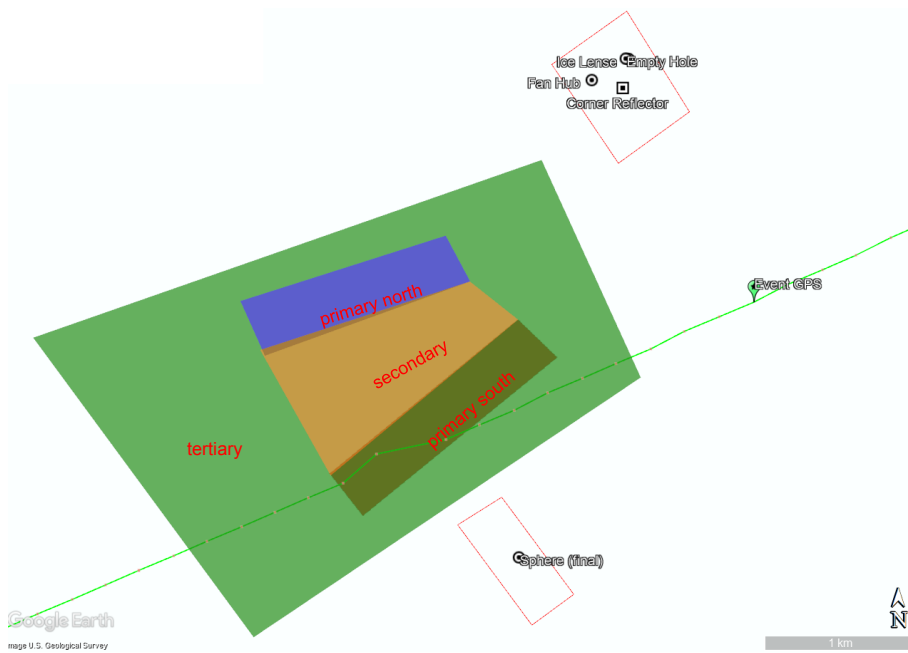 Ice Lense
Empty Hole
Fan Hub
Corner Reflector
Event GPS
primary north
secondary
primary south
tertiary
Sphere (final)
Google Earth
mage U.S. Geological Survey
N
1 km